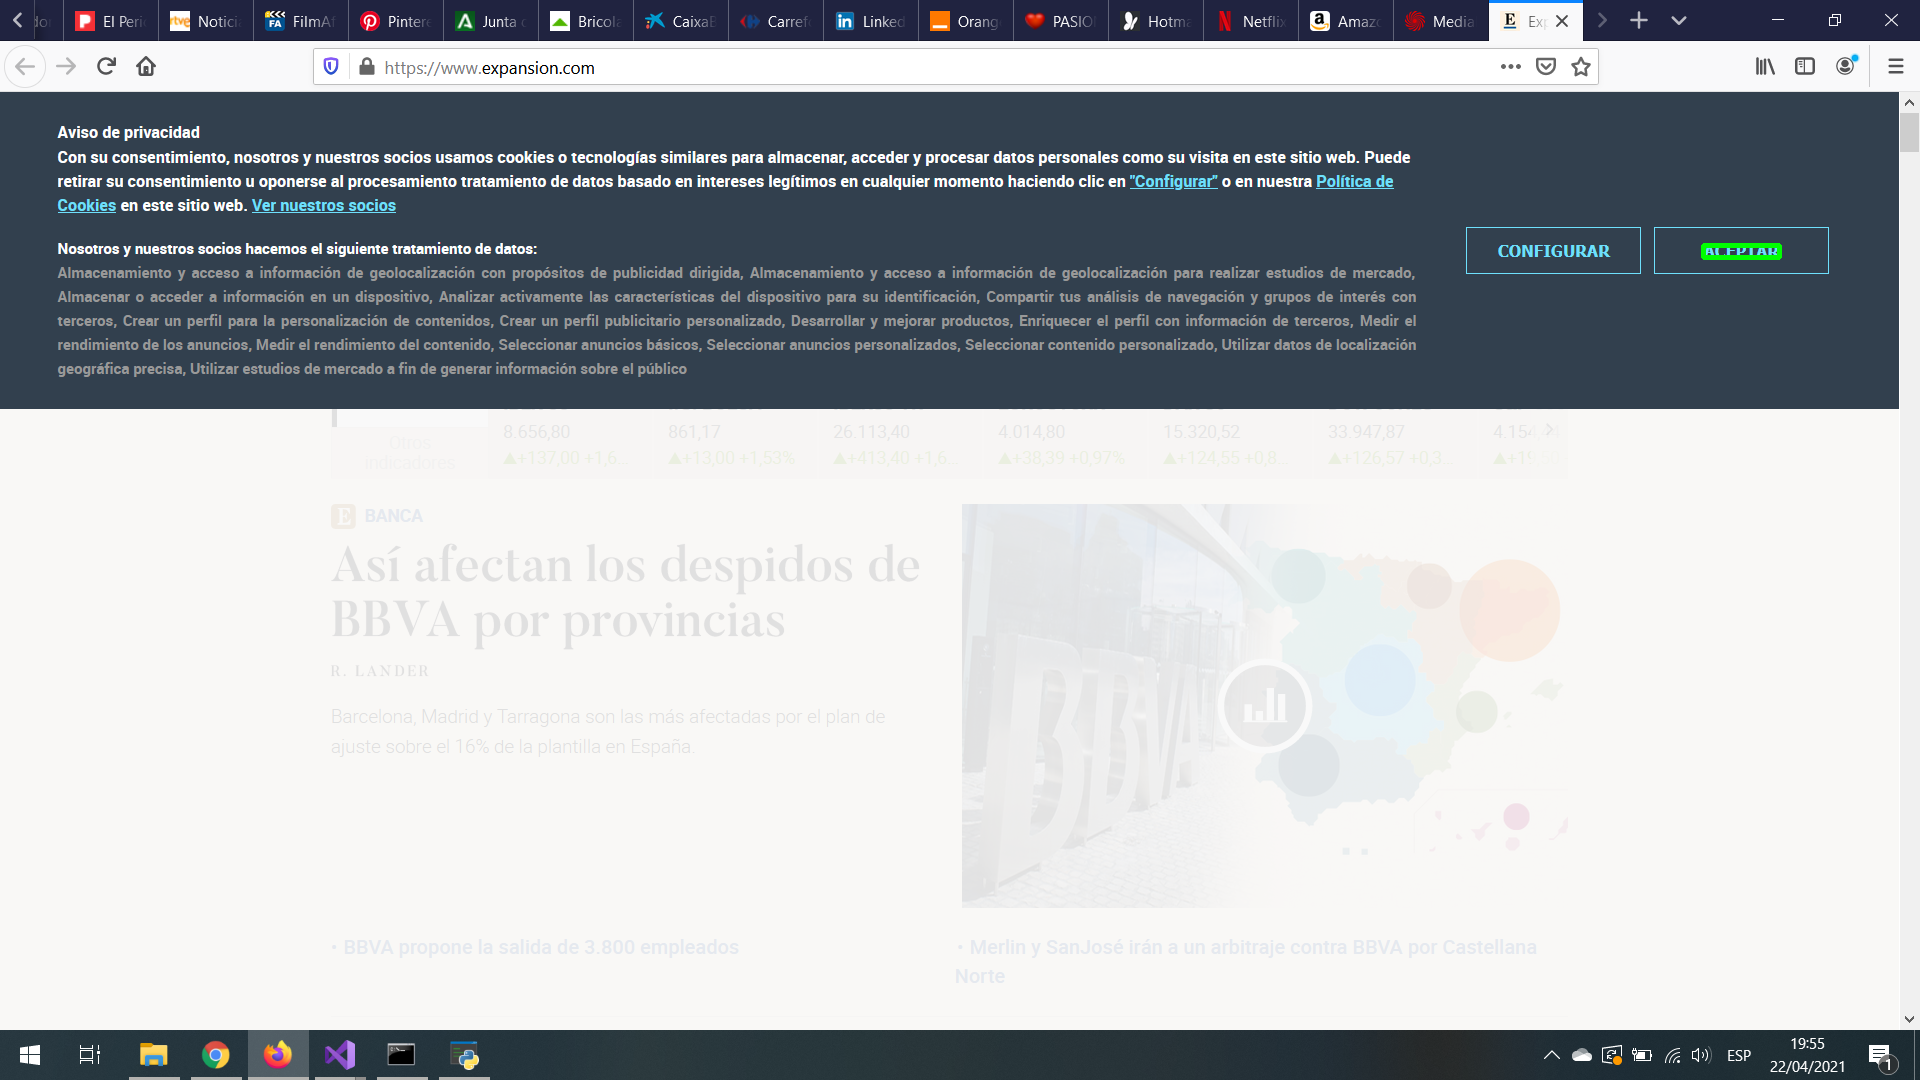 El Peri
Notici
FilmAf
Pintere
Junta
Bricola
CaixaB
Carrefo
Linked
Orang
PASIO
Hotma
Netflix
Amazo
Media
Ex
https://www.expansion.com
Aviso de privacidad
Con su consentimiento, nosotros y nuestros socios usamos cookies o tecnologías similares para almacenar, acceder y procesar datos personales como su visita en este sitio web. Puede
retirar su consentimiento u oponerse al procesamiento tratamiento de datos basado en intereses legítimos en cualquier momento haciendo clic en "Configurar" o en nuestra Política de
Cookies en este sitio web. Ver nuestros socios
Nosotros y nuestros socios hacemos el siguiente tratamiento de datos:
Almacenamiento y acceso a información de geolocalización con propósitos de publicidad dirigida, Almacenamiento y acceso a información de geolocalización para realizar estudios de mercado,
Almacenar o acceder a información en un dispositivo, Analizar activamente las características del dispositivo para su identificación, Compartir tus análisis de navegación y grupos de interés con
terceros, Crear un perfil para la personalización de contenidos, Crear un perfil publicitario personalizado, Desarrollar y mejorar productos, Enriquecer el perfil con información de terceros, Medir el
rendimiento de los anuncios, Medir el rendimiento del contenido, Seleccionar anuncios básicos, Seleccionar anuncios personalizados, Seleccionar contenido personalizado, Utilizar datos de localización
geográfica precisa, Utilizar estudios de mercado a fin de generar información sobre el público
CONFIGURAR
ACEPTAR
Otros
indicadores
8.656,80
861,17
26.113,40
4.014,80
15.320,52
33.947,87
4.154
▲+137,00 +1,6...
▲+13,00 +1,53%
▲+413,40 +1,6...
▲+38,39 +0,97%
▲+124,55 +0,8...
▲+126,57 +0,3...
E BANCA
Así afectan los despidos de
BBVA por provincias
R. LANDER
Barcelona, Madrid y Tarragona son las más afectadas por el plan de
ajuste sobre el 16% de la plantilla en España.
BBVA
• BBVA propone la salida de 3.800 empleados
• Merlin y SanJosé irán a un arbitraje contra BBVA por Castellana
Norte
ESP
19:55
22/04/2021
1